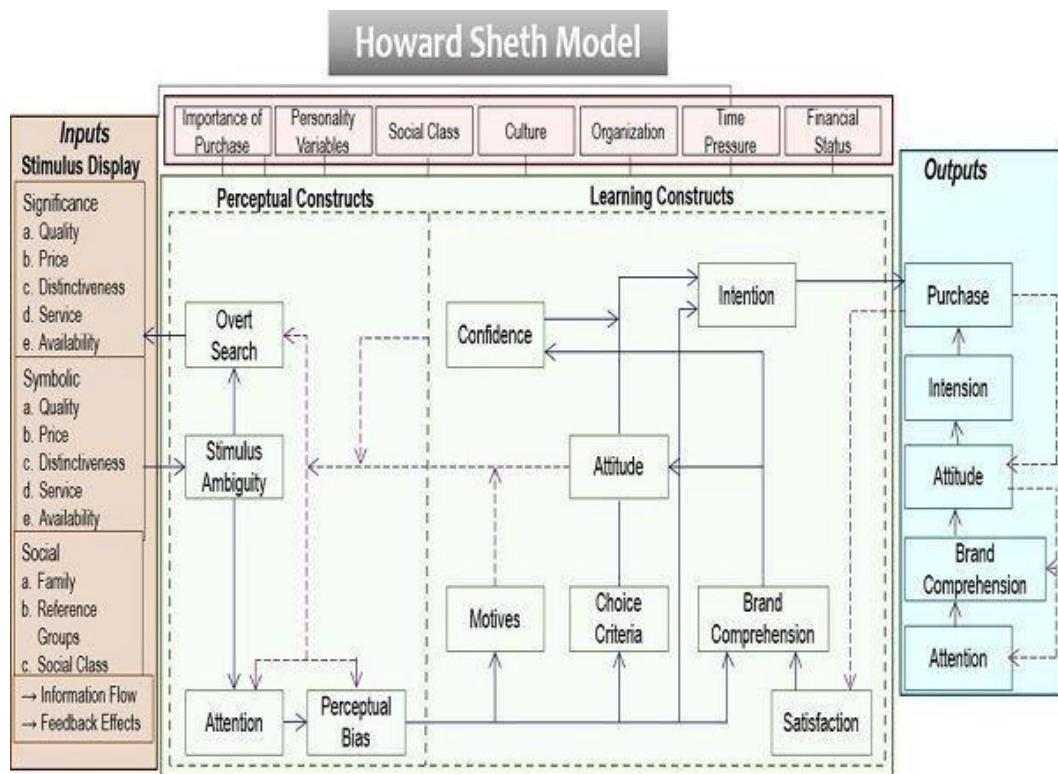 Howard Sheth Model
Importance of
Purchase
Personality
Variables
Social Class
Culture
Organization
Time
Pressure
Financial
Status
Inputs
Stimulus Display
Significance
a. Quality
b. Price
c. Distinctiveness
d. Service
e. Availability
Symbolic
a. Quality
b. Price
c. Distinctiveness
d. Service
e. Availability
Social
a. Family
b. Reference
Groups
c. Social Class
→ Information Flow
→ Feedback Effects
Perceptual Constructs
Overt
Search
Stimulus
Ambiguity
Attention
Perceptual
Bias
Learning Constructs
Confidence
Intention
Attitude
Motives
Choice
Criteria
Brand
Comprehension
Satisfaction
Outputs
Purchase
Intension
Attitude
Brand
Comprehension
Attention